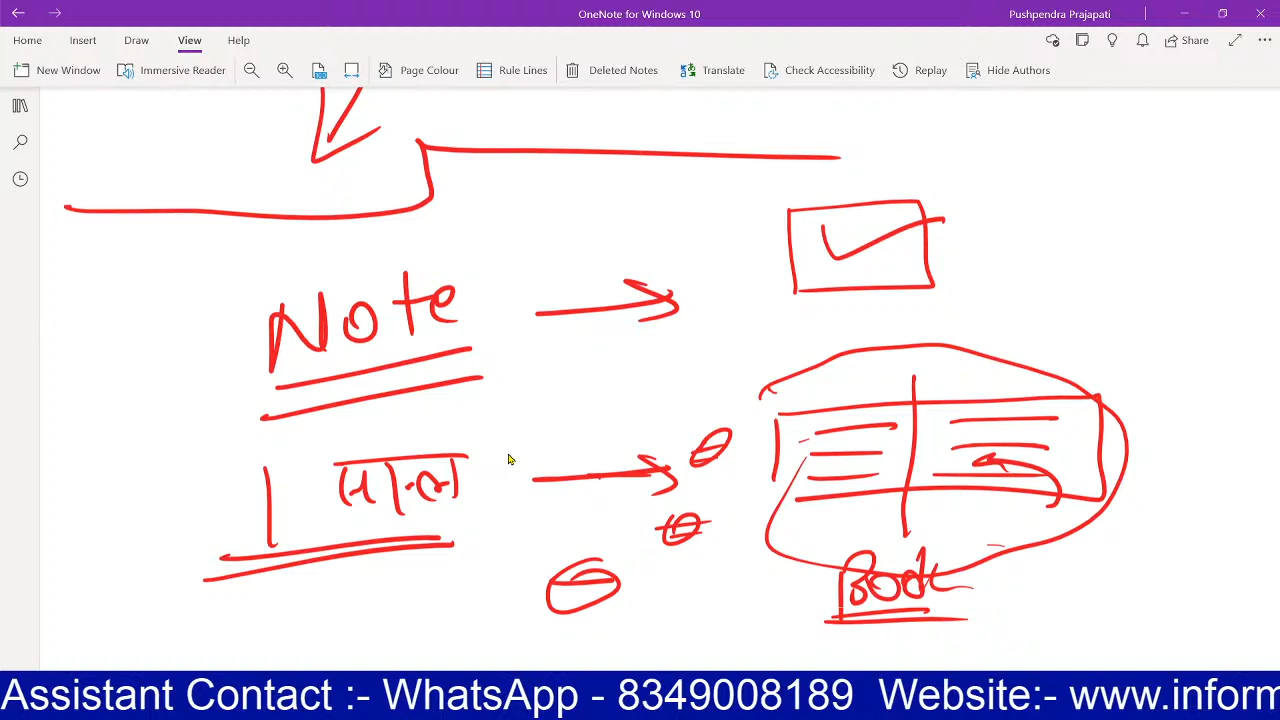 OneNote for Windows 10
Pushpendra Prajapati
Home Insert Draw View Help
Share
New Window Immersive Reader Page Colour Rule Lines Deleted Notes Translate Check Accessibility Replay Hide Authors
Note
Book
Assistant Contact :- WhatsApp - 8349008189 Website:- www.inform